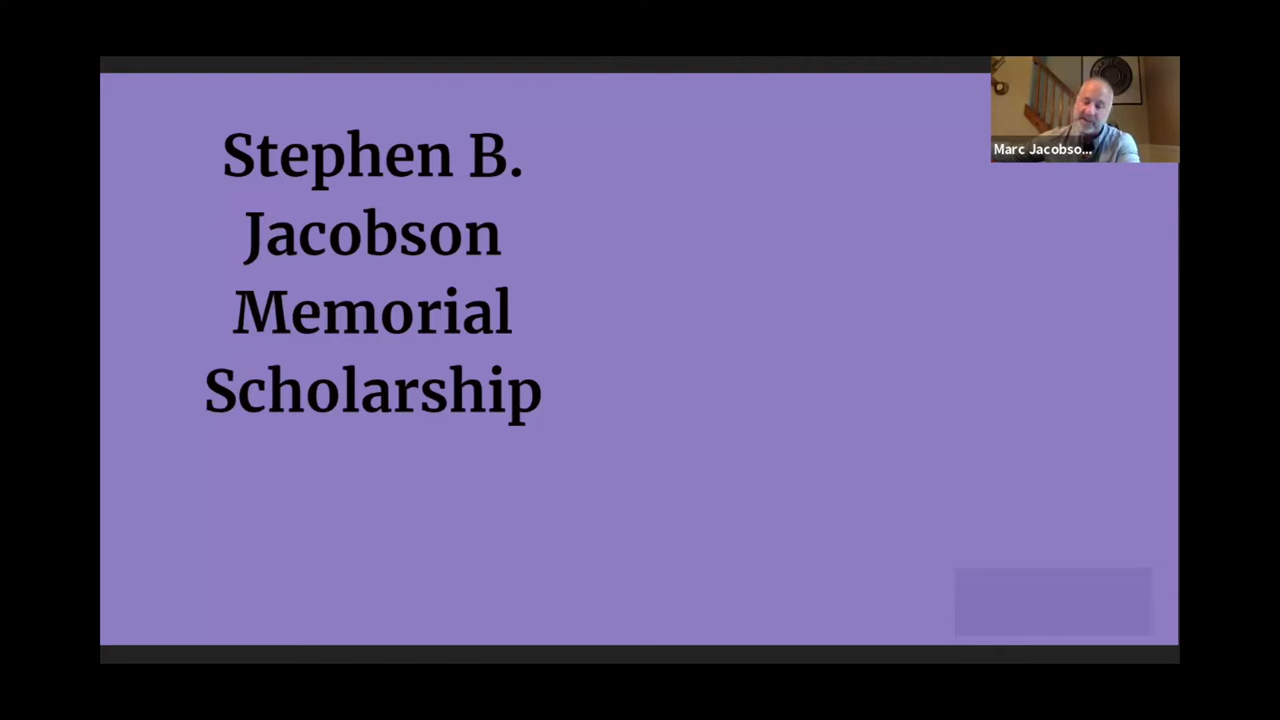 Stephen B.
Jacobson
Memorial
Scholarship
Marc Jacobso...